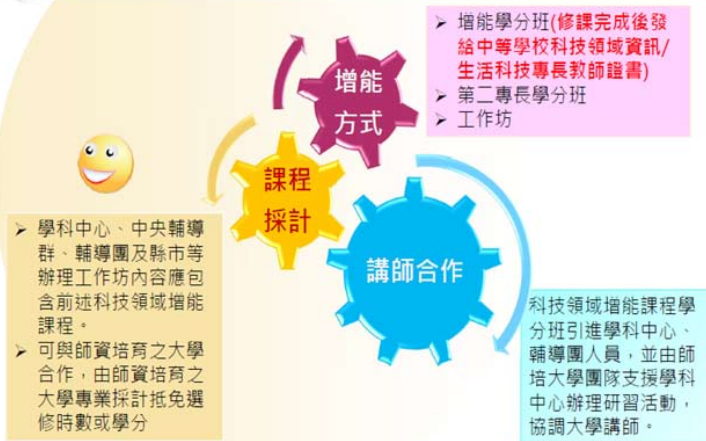 ➢ 增能學分班(修課完成後發
給中等學校科技領域資訊/
生活科技專長教師證書)
➢ 第二專長學分班
➢ 工作坊
增能
方式
課程
採計
講師合作
➢ 學科中心、中央輔導
群、輔導團及縣市等
辦理工作坊內容應包
含前述科技領域增能
課程。
➢ 可與師資培育之大學
合作，由師資培育之
大學專業採計抵免選
修時數或學分
科技領域增能課程學
分班引進學科中心、
輔導團人員，並由師
培大學團隊支援學科
中心辦理研習活動，
協調大學講師。